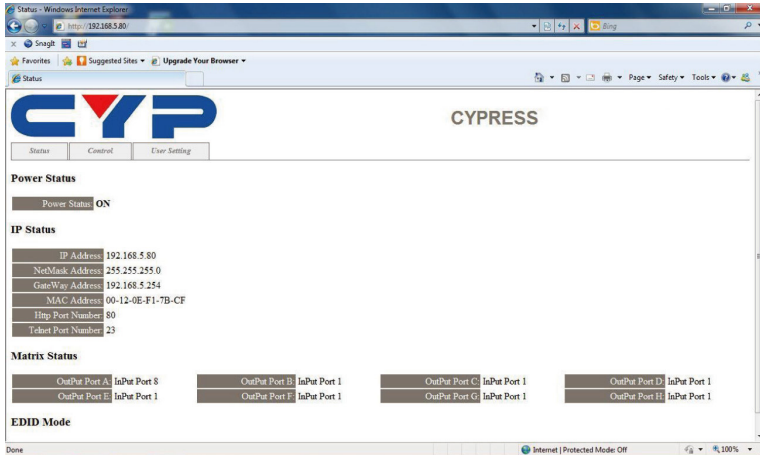 Status - Windows Internet Explorer
http://192.168.5.80/
Bing
x SnagIt
Favorites Suggested Sites Upgrade Your Browser
Status Page Safety Tools
CYP CYPRESS
Status Control User Setting
Power Status
Power Status: ON
IP Status
IP Address: 192.168.5.80
NetMask Address: 255.255.255.0
GateWay Address: 192.168.5.254
MAC Address: 00-12-0E-F1-7B-CF
Http Port Number: 80
Telnet Port Number: 23
Matrix Status
OutPut Port A: InPut Port 8 OutPut Port B: InPut Port 1 OutPut Port C: InPut Port 1 OutPut Port D: InPut Port 1
OutPut Port E: InPut Port 1 OutPut Port F: InPut Port 1 OutPut Port G: InPut Port 1 OutPut Port H: InPut Port 1
EDID Mode
Done Internet | Protected Mode: Off 100%